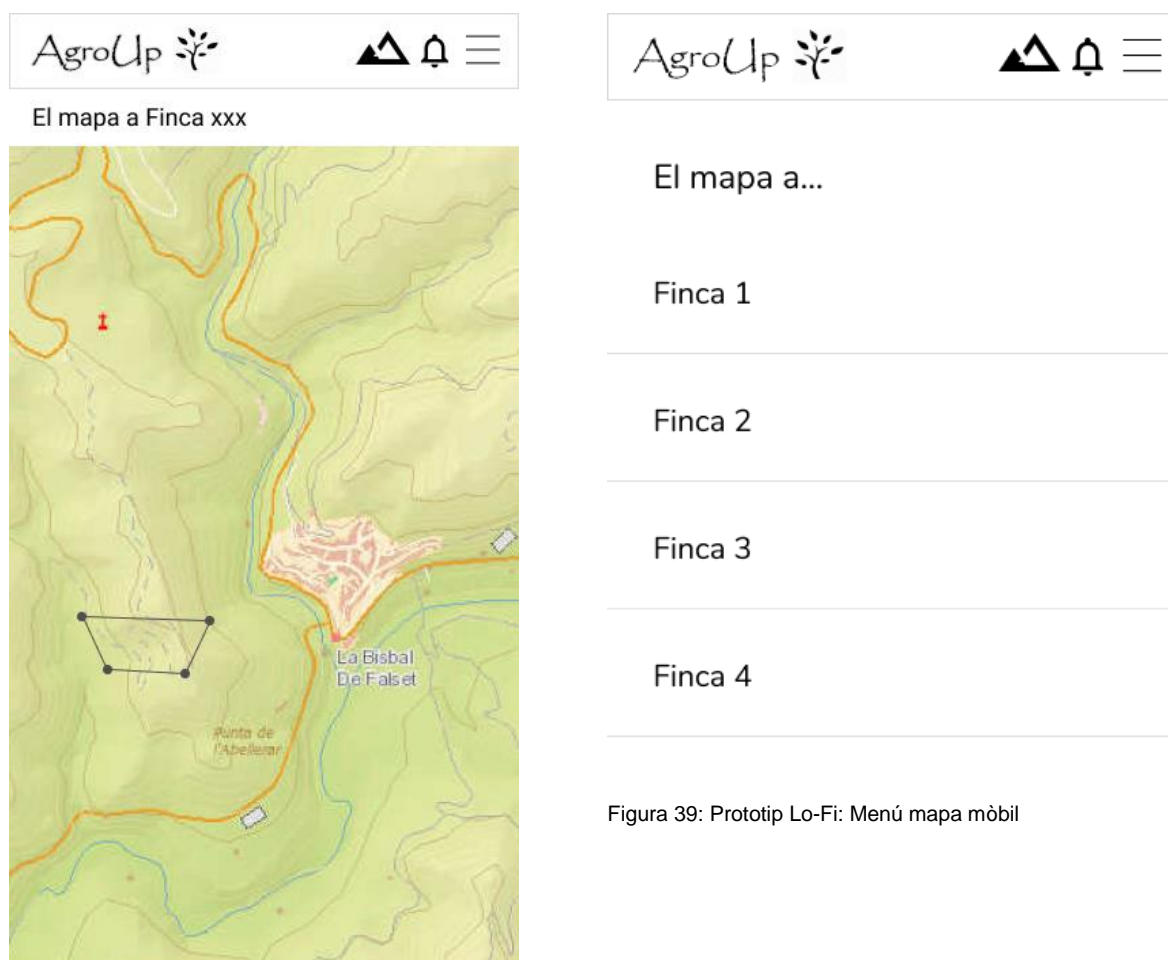 AgroUp
El mapa a Finca xxx
La Bisbal
De Falset
Punta de
l'Abellerar
AgroUp
El mapa a...
Finca 1
Finca 2
Finca 3
Finca 4
Figura 39: Prototip Lo-Fi: Menú mapa mòbil